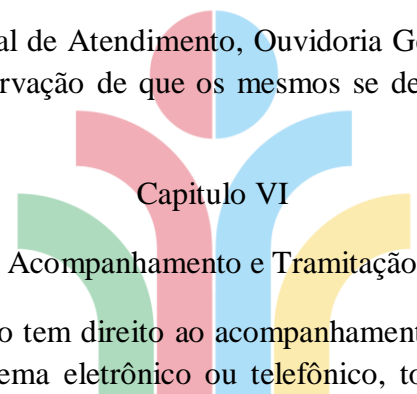 al de Atendimento, Ouvidoria Ge
rvação de que os mesmos se de
Capitulo VI
Acompanhamento e Tramitação
o tem direito ao acompanhament
ema eletrônico ou telefônico, to